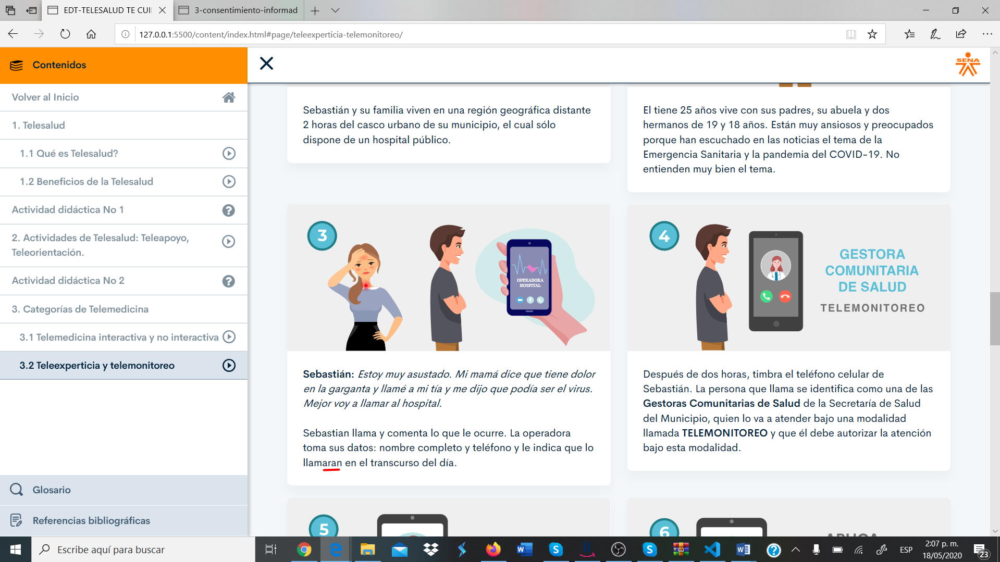 EDT-TELESALUD TE CUI
3-consentimiento-informad
127.0.0.1:5500/content/index.html#page/teleexperticia-telemonitoreo/
Contenidos
SENA
Volver al Inicio
1. Telesalud
1.1 Qué es Telesalud?
1.2 Beneficios de la Telesalud
Actividad didáctica No 1
2. Actividades de Telesalud: Teleapoyo,
Teleorientación.
Actividad didáctica No 2
3. Categorías de Telemedicina
3.1 Telemedicina interactiva y no interactiva
3.2 Teleexperticia y telemonitoreo
Glosario
Referencias bibliográficas
Sebastián y su familia viven en una región geográfica distante
2 horas del casco urbano de su municipio, el cual sólo
dispone de un hospital público.
El tiene 25 años vive con sus padres, su abuela y dos
hermanos de 19 y 18 años. Están muy ansiosos y preocupados
porque han escuchado en las noticias el tema de la
Emergencia Sanitaria y la pandemia del COVID-19. No
entienden muy bien el tema.
3
OPERADORA
HOSPITAL
Sebastián: Estoy muy asustado. Mi mamá dice que tiene dolor
en la garganta y llamé a mi tía y me dijo que podía ser el virus.
Mejor voy a llamar al hospital.
Sebastian llama y comenta lo que le ocurre. La operadora
toma sus datos: nombre completo y teléfono y le indica que lo
llamaran en el transcurso del día.
4
GESTORA
COMUNITARIA
DE SALUD
TELEMONITOREO
Después de dos horas, timbra el teléfono celular de
Sebastián. La persona que llama se identifica como una de las
Gestoras Comunitarias de Salud de la Secretaría de Salud
del Municipio, quien lo va a atender bajo una modalidad
llamada TELEMONITOREO y que él debe autorizar la atención
bajo esta modalidad.
5
6
Escribe aquí para buscar
ESP
2:07 p. m.
18/05/2020
23